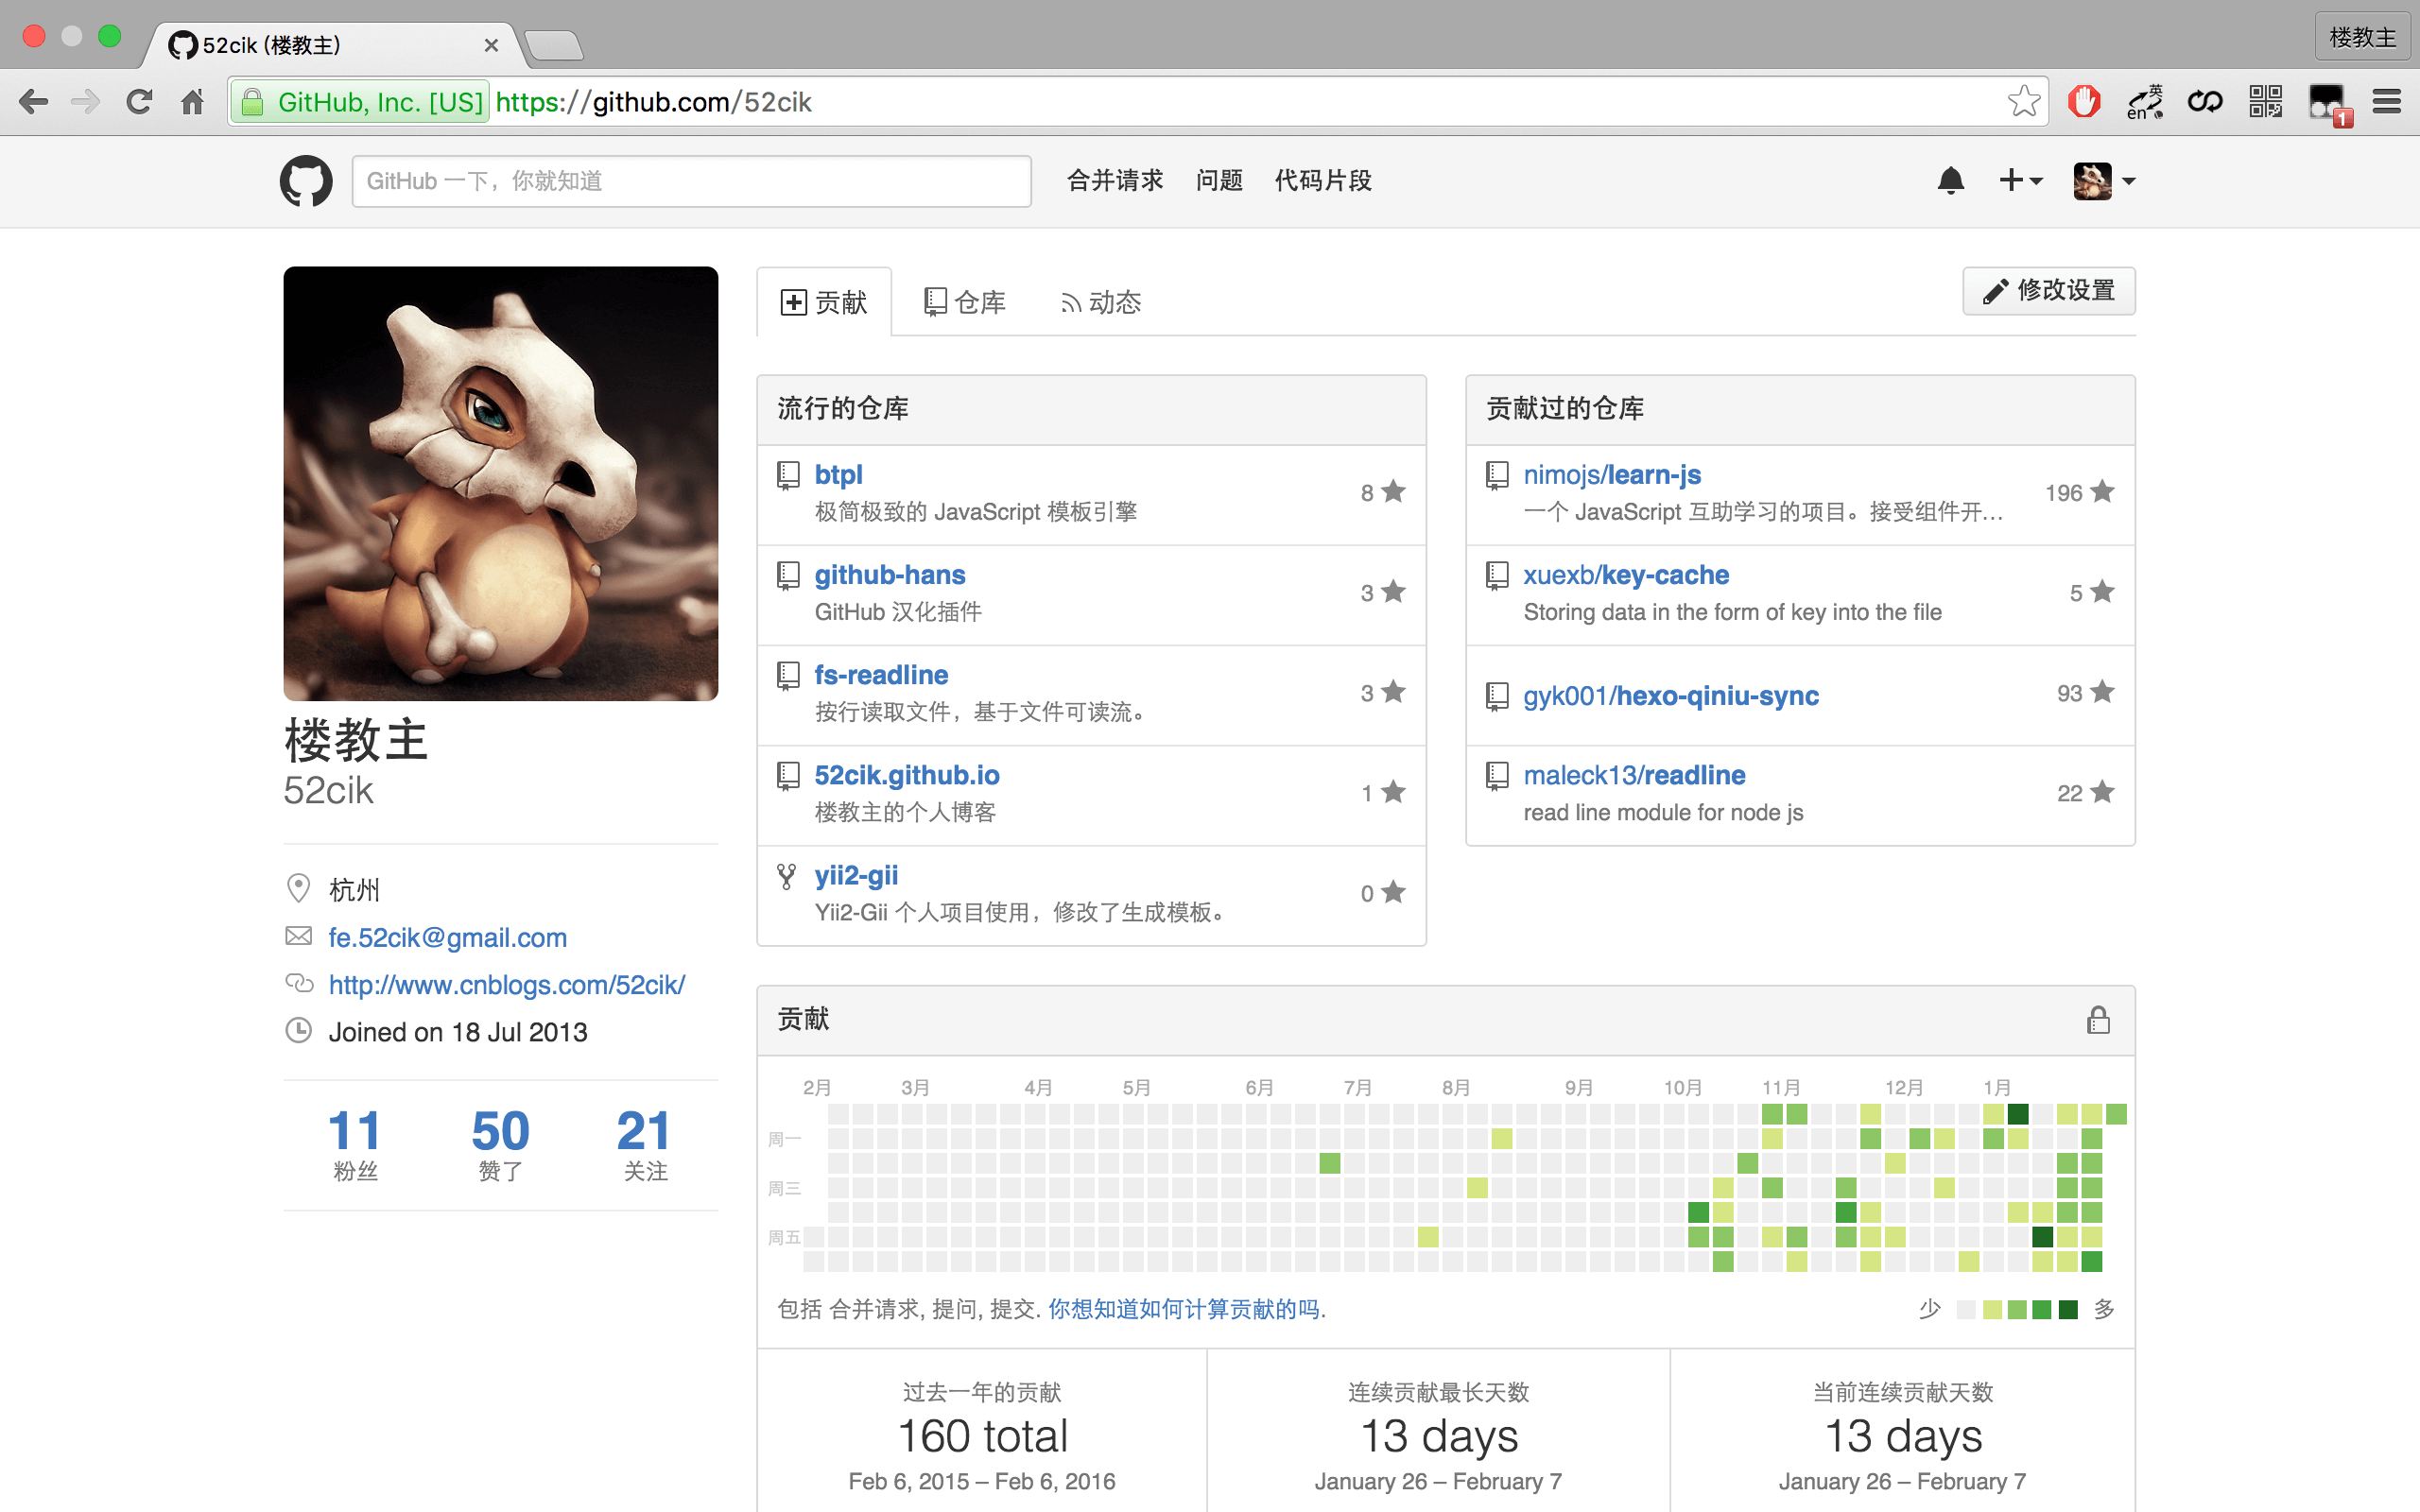 52cik (楼教主)
楼教主
GitHub, Inc. [US] https://github.com/52cik
英
en
1
GitHub 一下，你就知道
合并请求 问题 代码片段
贡献 仓库 动态
修改设置
楼教主
52cik
杭州
fe.52cik@gmail.com
http://www.cnblogs.com/52cik/
Joined on 18 Jul 2013
11 50 21
粉丝 赞了 关注
流行的仓库
btpl
极简极致的 JavaScript 模板引擎
8
github-hans
GitHub 汉化插件
3
fs-readline
按行读取文件，基于文件可读流。
3
52cik.github.io
楼教主的个人博客
1
yii2-gii
Yii2-Gii 个人项目使用，修改了生成模板。
0
贡献过的仓库
nimojs/learn-js
一个 JavaScript 互助学习的项目。接受组件开…
196
xuexb/key-cache
Storing data in the form of key into the file
5
gyk001/hexo-qiniu-sync
93
maleck13/readline
read line module for node js
22
贡献
2月 3月 4月 5月 6月 7月 8月 9月 10月 11月 12月 1月
周一
周三
周五
包括 合并请求, 提问, 提交. 你想知道如何计算贡献的吗.
少 多
过去一年的贡献
160 total
Feb 6, 2015 – Feb 6, 2016
连续贡献最长天数
13 days
January 26 – February 7
当前连续贡献天数
13 days
January 26 – February 7